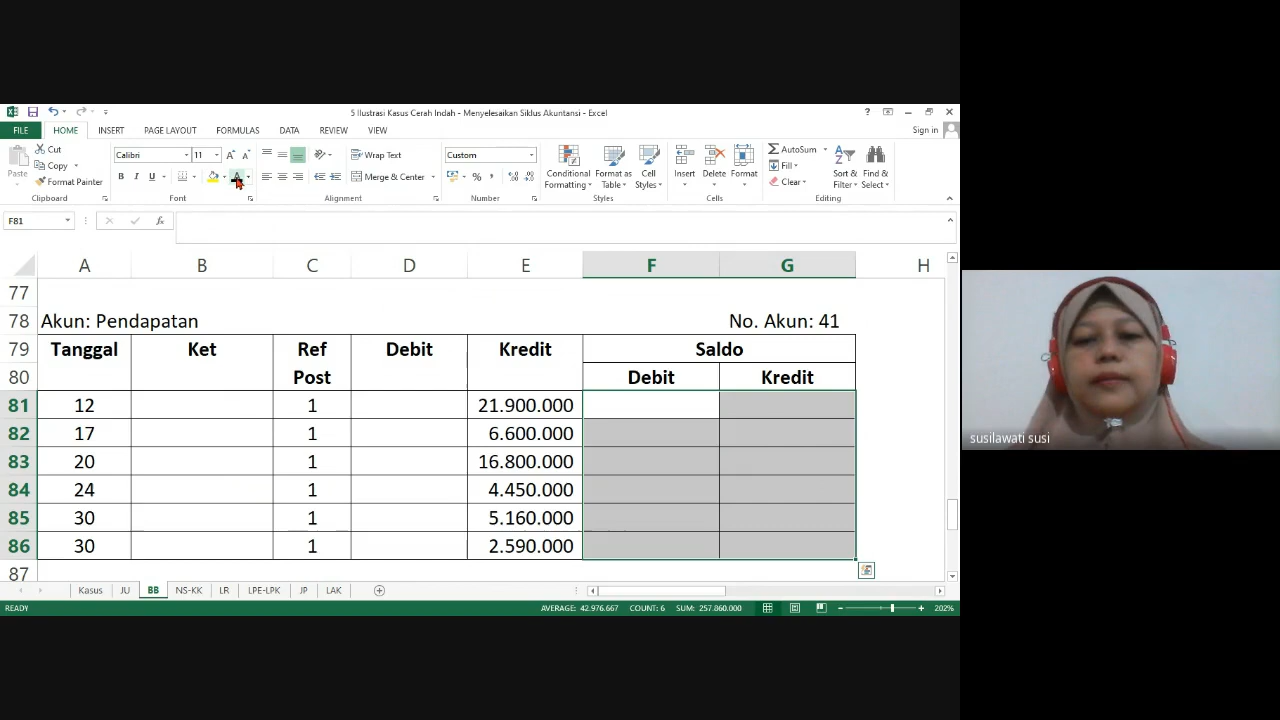 5 Ilustrasi Kasus Cerah Indah - Menyelesaikan Siklus Akuntansi - Excel
FILE HOME INSERT PAGE LAYOUT FORMULAS DATA REVIEW VIEW Sign in
Paste Cut Copy Format Painter Clipboard
Calibri 11 B I U Font
Wrap Text Merge & Center Alignment
Custom % Number
Conditional Formatting Format as Table Cell Styles Styles
Insert Delete Format Cells
AutoSum Fill Clear Sort & Filter Find & Select Editing
F81 fx
A B C D E F G H
77
78 Akun: Pendapatan No. Akun: 41
79 Tanggal Ket Ref Debit Kredit Saldo
80 Post Debit Kredit
81 12 1 21.900.000
82 17 1 6.600.000
83 20 1 16.800.000
84 24 1 4.450.000
85 30 1 5.160.000
86 30 1 2.590.000
87
Kasus JU BB NS-KK LR LPE-LPK JP LAK
READY AVERAGE: 42.976.667 COUNT: 6 SUM: 257.860.000 202%
susilawati susi